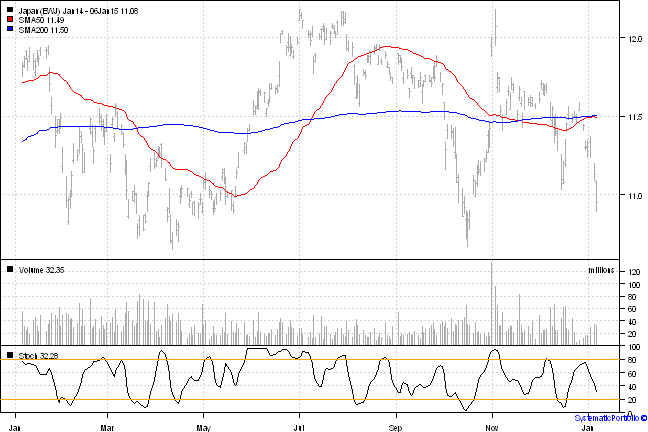 Japan (EWJ) Jan14 - 06Jan15 11.08
SMA50 11.49
SMA200 11.50
12.0
11.5
11.0
Volume 32.35
millions
120
100
80
60
40
20
Stoch 32.28
100
80
60
40
20
0
Jan Mar May Jul Sep Nov Jan
SystematicPortfolio ©